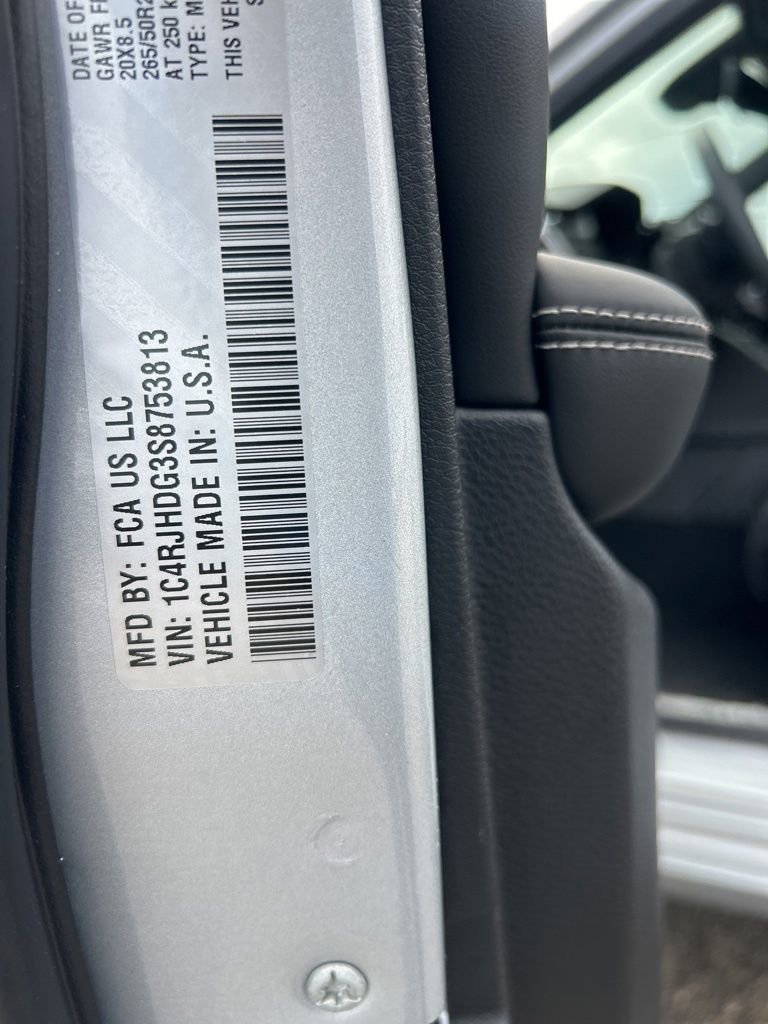 MFD BY: FCA US LLC
VIN: 1C4RJHDG3S8753813
VEHICLE MADE IN: U.S.A.
DATE OF
GAWR
20X8.5
265/50R2
AT 250
TYPE:
THIS VEH